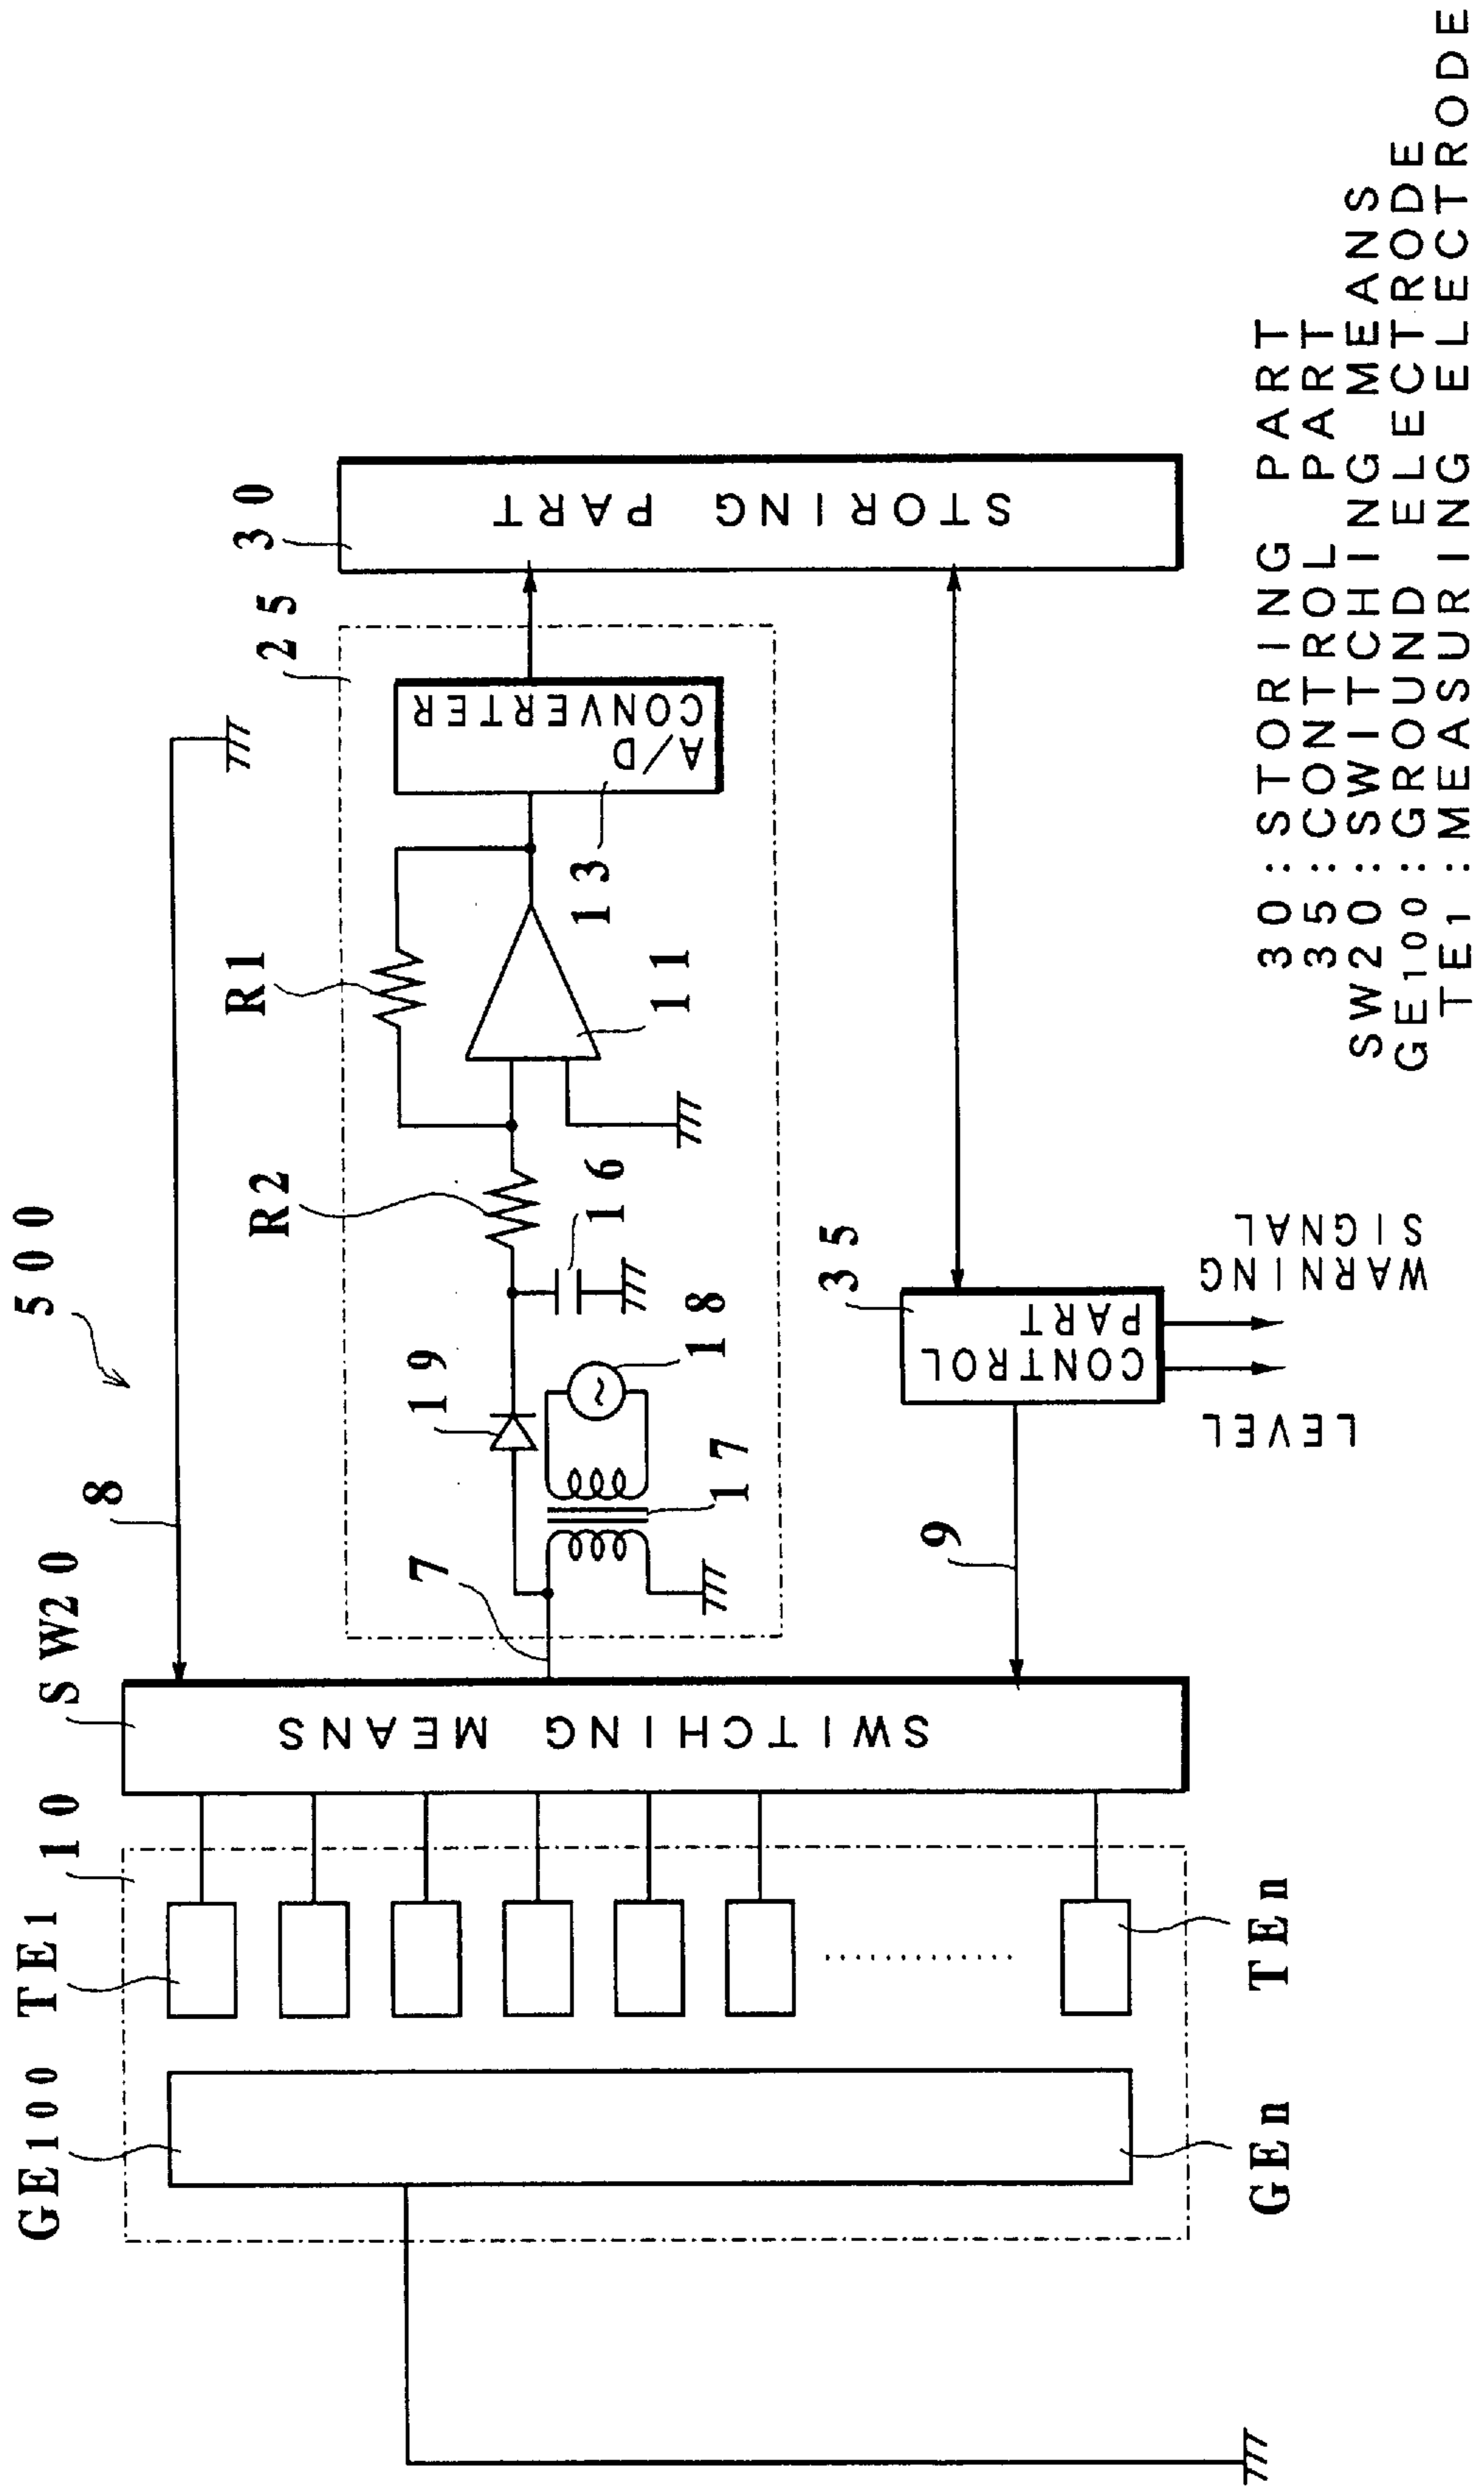 500
8
GE100
TE1
10
SW20
R2
R1
25
30
19
7
17
18
16
11
13
SWITCHING MEANS
A/D
CONVERTER
STORING PART
9
35
CONTROL
PART
TEn
GEn
LEVEL
WARNING
SIGNAL
30:STORING PART
35:CONTROL PART
SW20:SWITCHING MEANS
GE100:GROUND ELECTRODE
TE1:MEASURING ELECTRODE